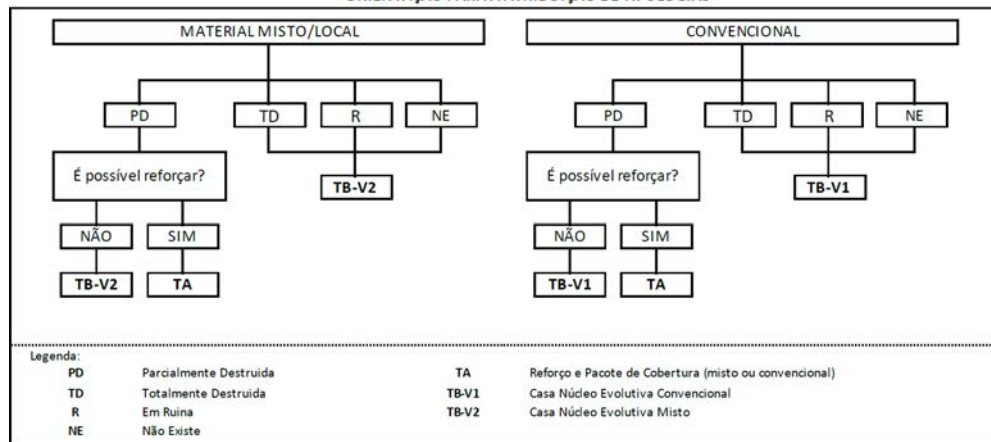 MATERIAL MISTO/LOCAL CONVENCIONAL
PD TD R NE PD TD R NE
É possível reforçar? TB-V2 É possível reforçar? TB-V1
NÃO SIM NÃO SIM
TB-V2 TA TB-V1 TA
Legenda:
PD Parcialmente Destruida TA Reforço e Pacote de Cobertura (misto ou convencional)
TD Totalmente Destruida TB-V1 Casa Núcleo Evolutiva Convencional
R Em Ruina TB-V2 Casa Núcleo Evolutiva Misto
NE Não Existe